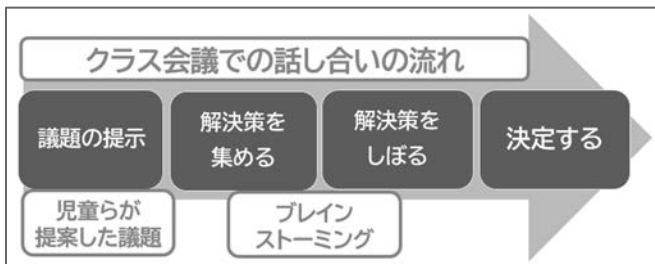 クラス会議での話し合いの流れ
議題の提示
解決策を
集める
解決策を
しぼる
決定する
児童らが
提案した議題
ブレイン
ストーミング